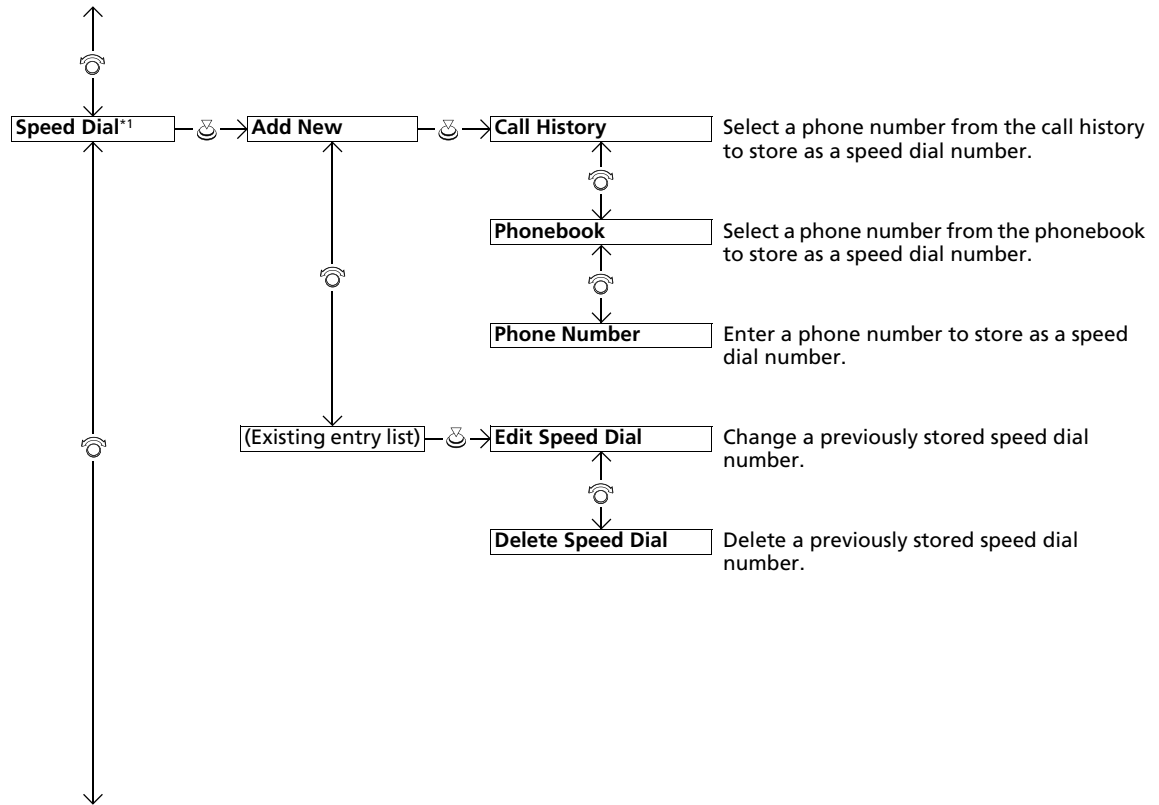 Speed Dial*1
Add New
Call History
Select a phone number from the call history
to store as a speed dial number.
Phonebook
Select a phone number from the phonebook
to store as a speed dial number.
Phone Number
Enter a phone number to store as a speed
dial number.
(Existing entry list)
Edit Speed Dial
Change a previously stored speed dial
number.
Delete Speed Dial
Delete a previously stored speed dial
number.